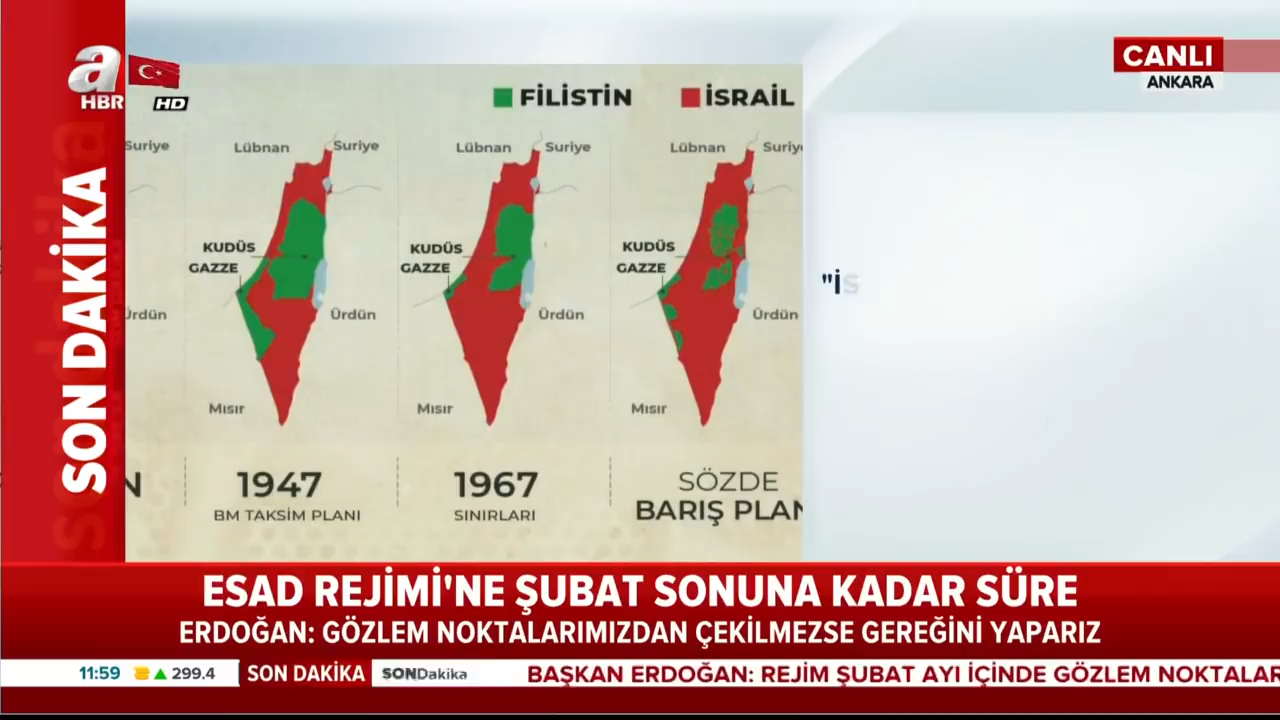 a
HBR
HD
CANLI
ANKARA
SON DAKİKA
FİLİSTİN
İSRAİL
Suriye
Lübnan
Suriye
Lübnan
Suriye
Lübnan
KUDÜS
GAZZE
KUDÜS
GAZZE
KUDÜS
GAZZE
"İs
Ürdün
Ürdün
Ürdün
Ürdün
Mısır
Mısır
Mısır
N
1947
BM TAKSİM PLANI
1967
SINIRLARI
SÖZDE
BARIŞ PLAN
ESAD REJİMİ'NE ŞUBAT SONUNA KADAR SÜRE
ERDOĞAN: GÖZLEM NOKTALARIMIZDAN ÇEKİLMEZSE GEREĞİNİ YAPARIZ
11:59 299.4 SON DAKİKA SONDakika BAŞKAN ERDOĞAN: REJİM ŞUBAT AYI İÇİNDE GÖZLEM NOKTALAR